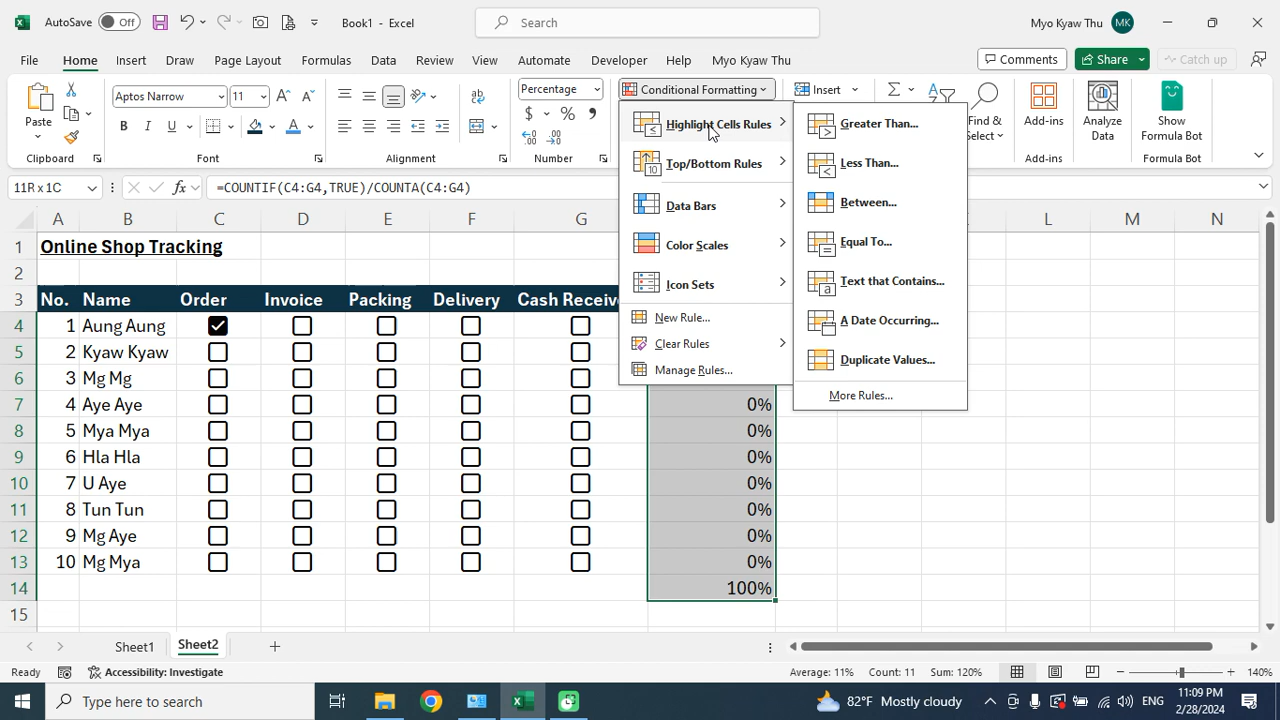 AutoSave Off Book1 - Excel Search Myo Kyaw Thu MK
File Home Insert Draw Page Layout Formulas Data Review View Automate Developer Help Myo Kyaw Thu Comments Share Catch up
Paste Aptos Narrow 11 Percentage Conditional Formatting Insert
B I U $ % Select Add-ins Analyze Data Show Formula Bot
Clipboard Font Alignment Number Add-ins Formula Bot
Highlight Cells Rules
Top/Bottom Rules
Data Bars
Color Scales
Icon Sets
New Rule...
Clear Rules
Manage Rules...
Greater Than...
Less Than...
Between...
Equal To...
Text that Contains...
A Date Occurring...
Duplicate Values...
More Rules...
11R x 1C fx =COUNTIF(C4:G4,TRUE)/COUNTA(C4:G4)
A B C D E F G L M N
1 Online Shop Tracking
2
3 No. Name Order Invoice Packing Delivery Cash Receive
4 1 Aung Aung
5 2 Kyaw Kyaw
6 3 Mg Mg
7 4 Aye Aye 0%
8 5 Mya Mya 0%
9 6 Hla Hla 0%
10 7 U Aye 0%
11 8 Tun Tun 0%
12 9 Mg Aye 0%
13 10 Mg Mya 0%
14 100%
15
Sheet1 Sheet2
Ready Accessibility: Investigate Average: 11% Count: 11 Sum: 120% 140%
Type here to search 82°F Mostly cloudy ENG 11:09 PM
2/28/2024